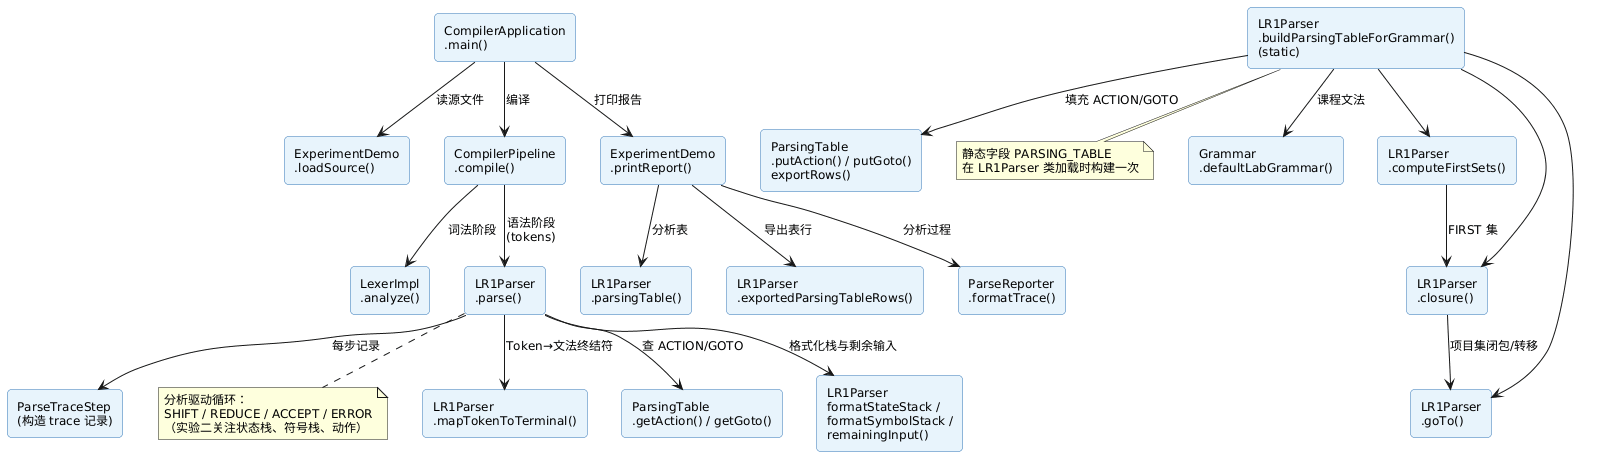 CompilerApplication
.main()
LR1Parser
.buildParsingTableForGrammar()
(static)
读源文件
编译
打印报告
填充 ACTION/GOTO
课程文法
ExperimentDemo
.loadSource()
CompilerPipeline
.compile()
ExperimentDemo
.printReport()
ParsingTable
.putAction() / putGoto()
exportRows()
静态字段 PARSING_TABLE
在 LR1Parser 类加载时构建一次
Grammar
.defaultLabGrammar()
LR1Parser
.computeFirstSets()
词法阶段
语法阶段
(tokens)
分析表
导出表行
分析过程
FIRST 集
LexerImpl
.analyze()
LR1Parser
.parse()
LR1Parser
.parsingTable()
LR1Parser
.exportedParsingTableRows()
ParseReporter
.formatTrace()
LR1Parser
.closure()
每步记录
Token→文法终结符
查 ACTION/GOTO
格式化栈与剩余输入
项目集闭包/转移
ParseTraceStep
(构造 trace 记录)
分析驱动循环：
SHIFT / REDUCE / ACCEPT / ERROR
（实验二关注状态栈、符号栈、动作）
LR1Parser
.mapTokenToTerminal()
ParsingTable
.getAction() / getGoto()
LR1Parser
formatStateStack /
formatSymbolStack /
remainingInput()
LR1Parser
.goTo()